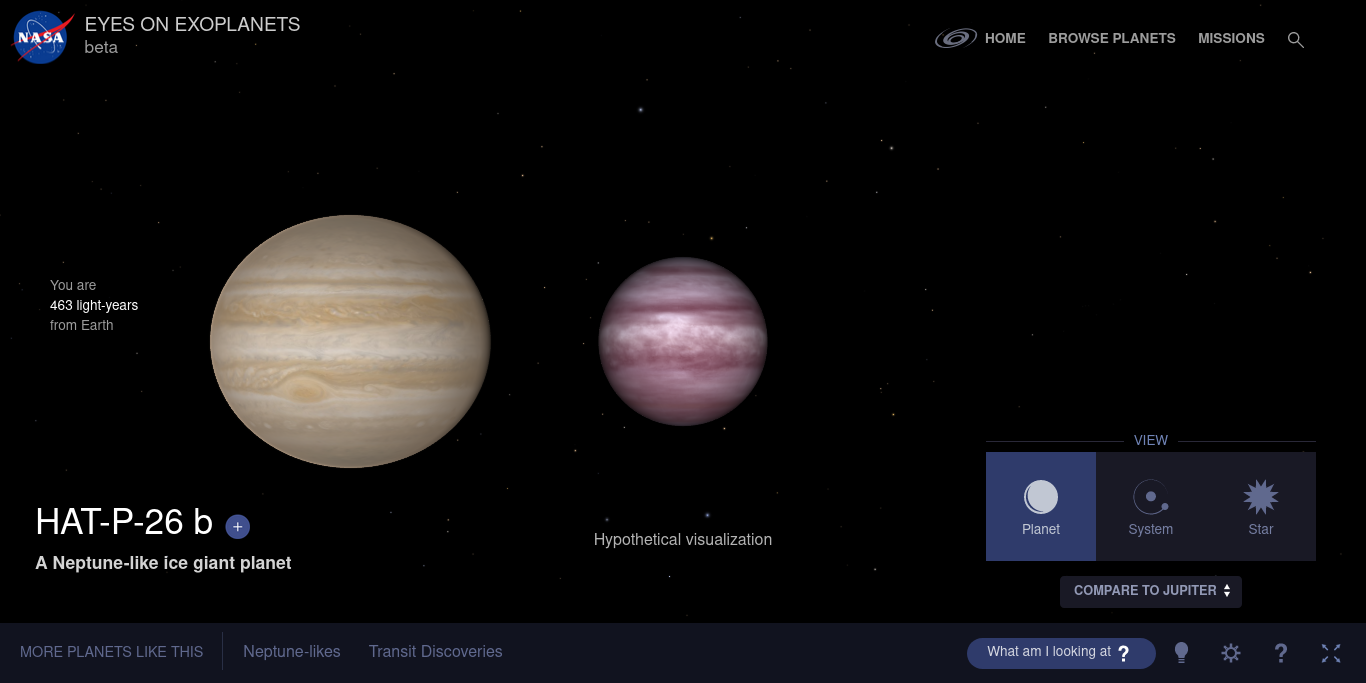 NASA
EYES ON EXOPLANETS
beta
HOME
BROWSE PLANETS
MISSIONS
You are
463 light-years
from Earth
HAT-P-26 b +
A Neptune-like ice giant planet
Hypothetical visualization
VIEW
Planet
System
Star
COMPARE TO JUPITER
MORE PLANETS LIKE THIS
Neptune-likes
Transit Discoveries
What am I looking at ?
?